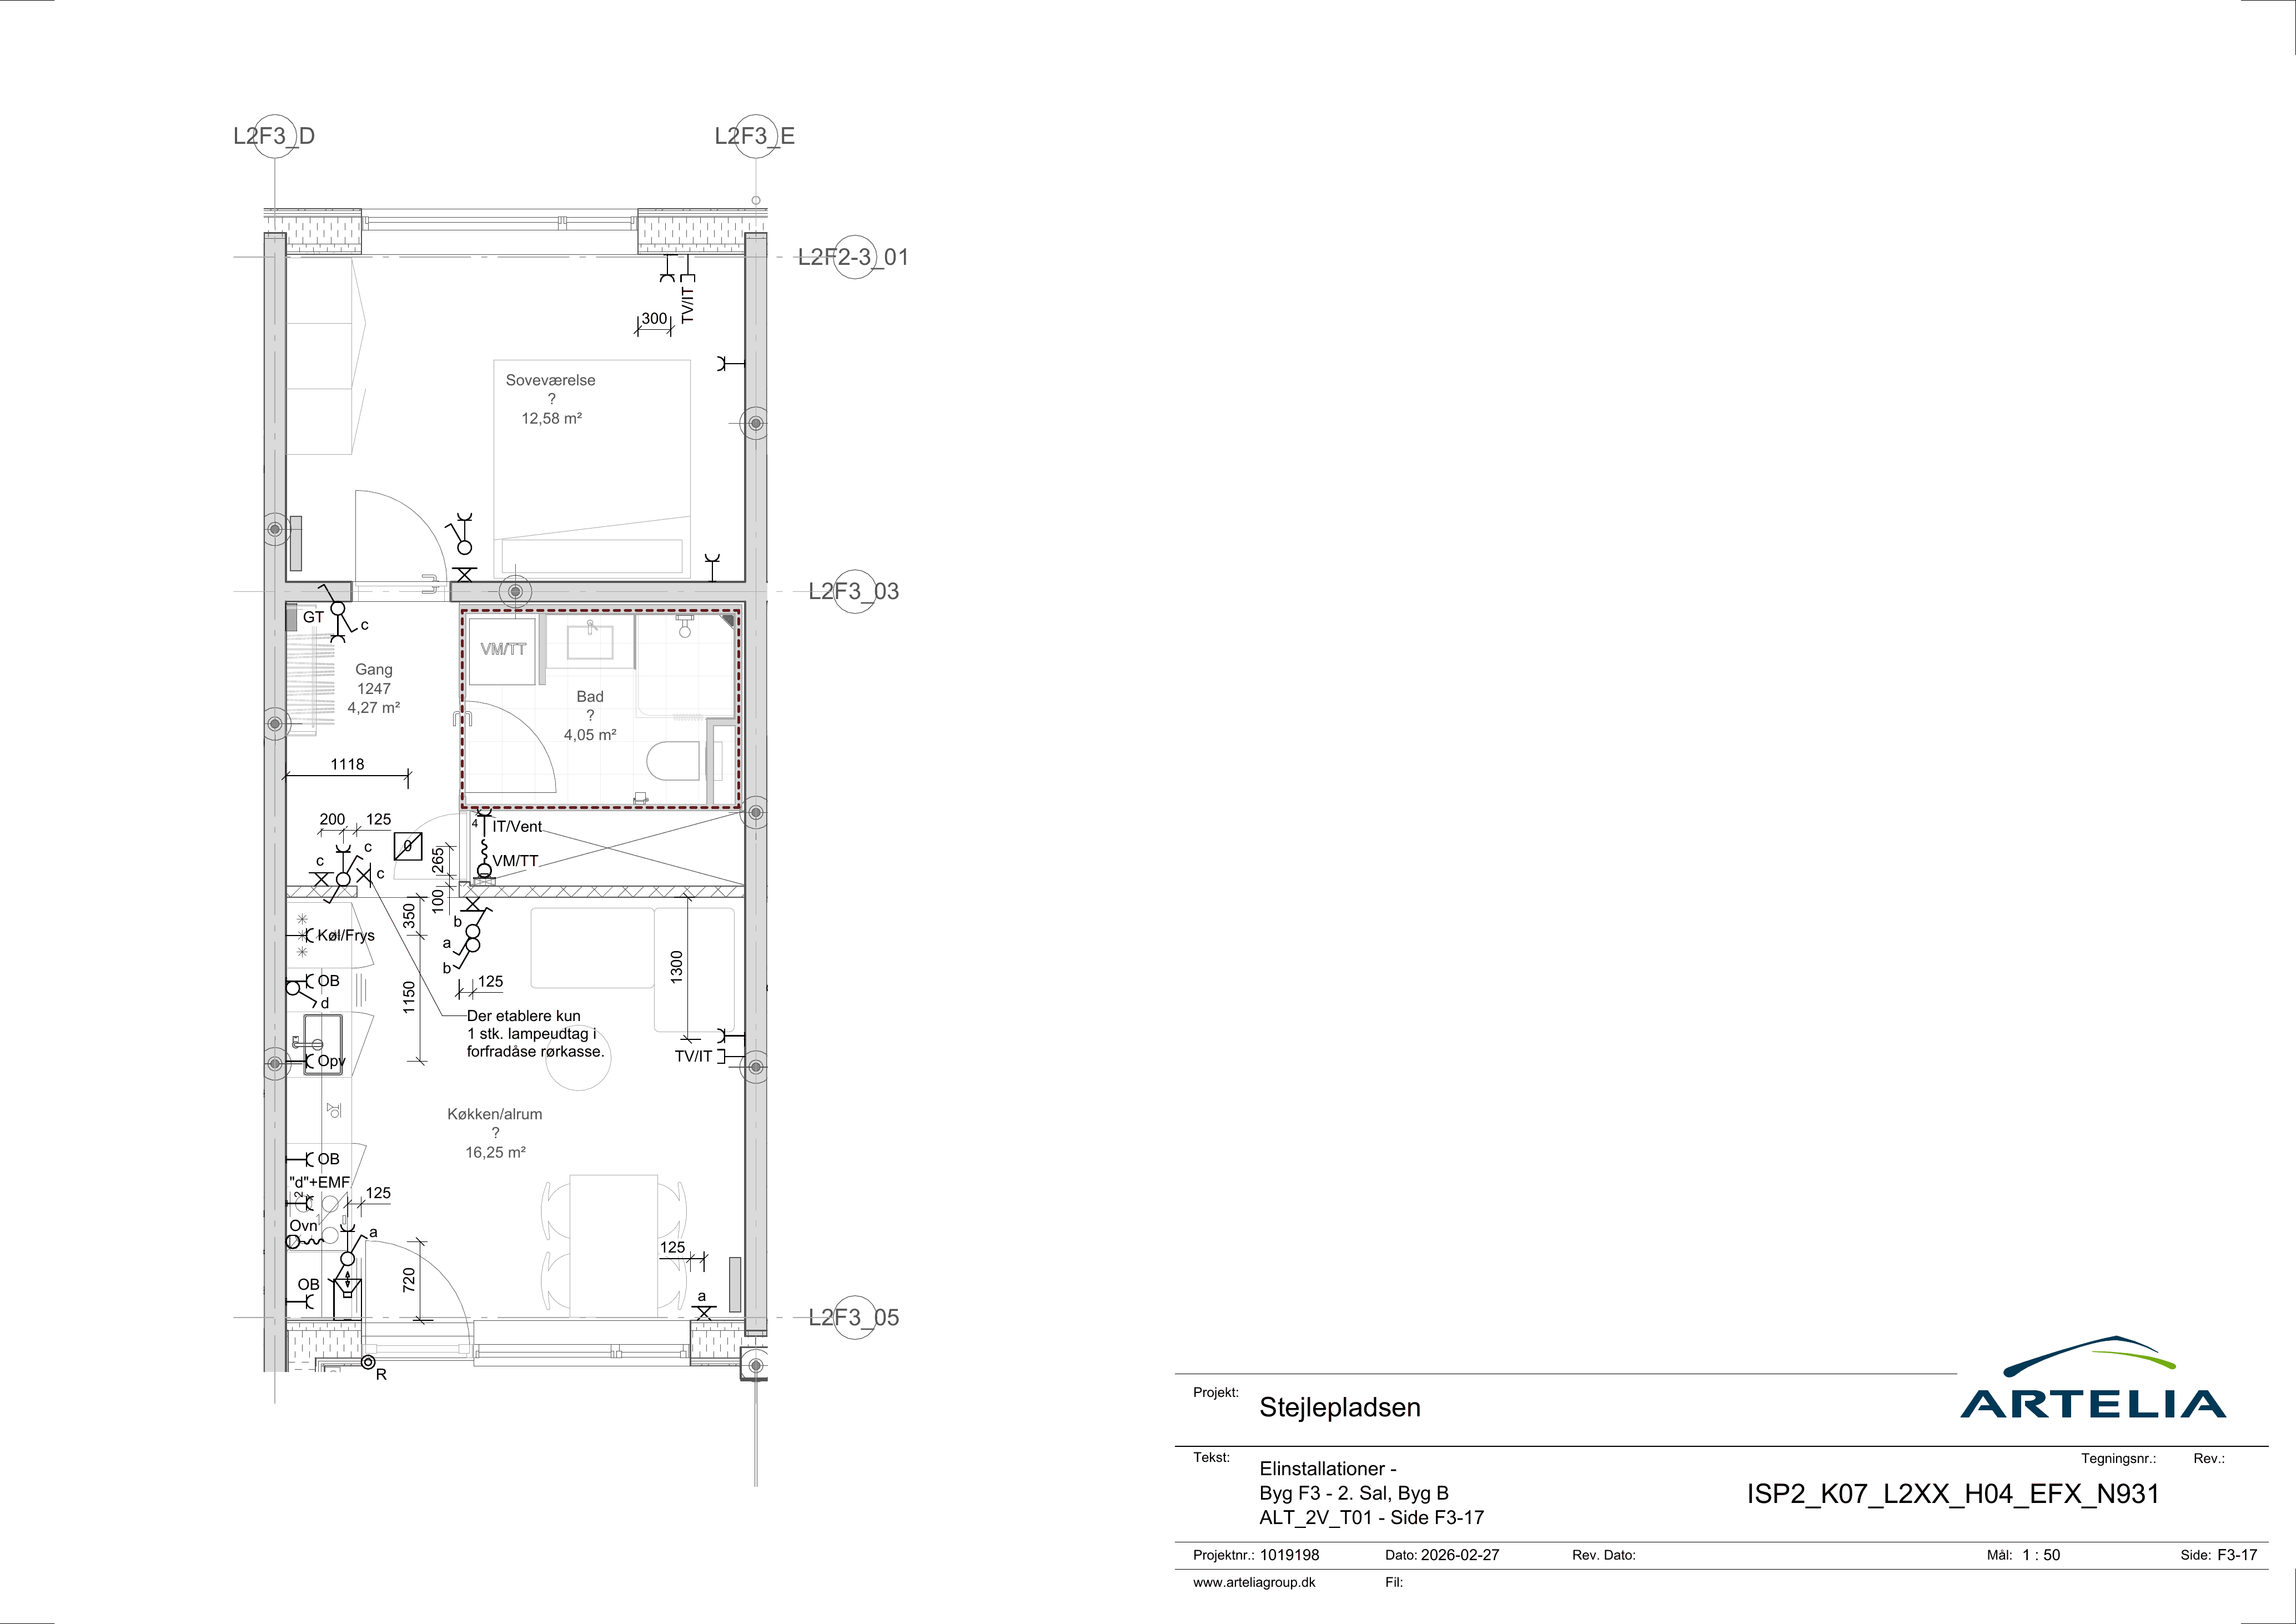 L2F3_D
L2F3_E
L2F2-3_01
TV/IT
300
Soveværelse
?
12,58 m²
L2F3_03
GT
c
VM/TT
Gang
1247
4,27 m²
Bad
?
4,05 m²
1118
200
125
4
IT/Vent
c
0
265
c
VM/TT
c
100
350
b
Køl/Frys
a
b
1300
OB
125
d
1150
Der etablere kun
1 stk. lampeudtag i
forfradåse rørkasse.
Opv
TV/IT
Køkken/alrum
?
16,25 m²
OB
"d"+EMF
2
125
Ovn
a
125
720
OB
a
L2F3_05
R
Projekt:
Stejlepladsen
ARTELIA
Tekst:
Elinstallationer -
Byg F3 - 2. Sal, Byg B
ALT_2V_T01 - Side F3-17
Tegningsnr.:
Rev.:
ISP2_K07_L2XX_H04_EFX_N931
Projektnr.: 1019198
Dato: 2026-02-27
Rev. Dato:
Mål: 1 : 50
Side: F3-17
www.arteliagroup.dk
Fil: